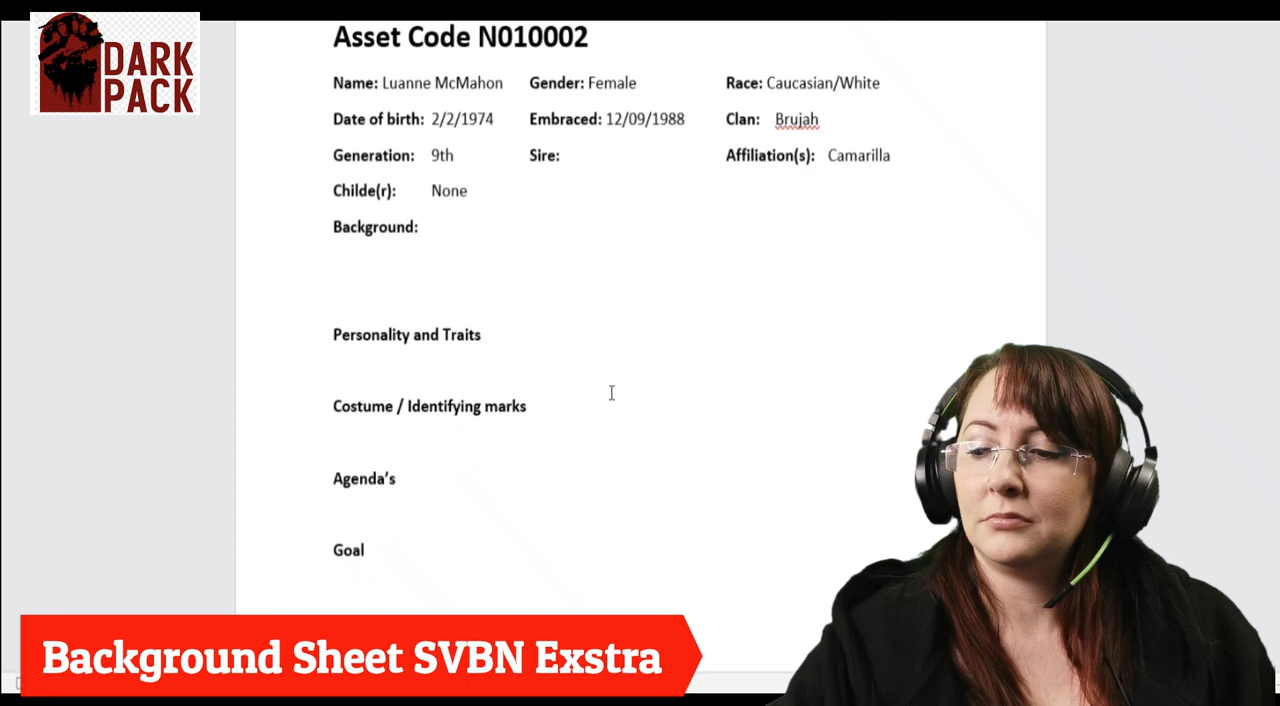 DARK
PACK
Asset Code N010002
Name: Luanne McMahon Gender: Female Race: Caucasian/White
Date of birth: 2/2/1974 Embraced: 12/09/1988 Clan: Brujah
Generation: 9th Sire: Affiliation(s): Camarilla
Childe(r): None
Background:
Personality and Traits
Costume / Identifying marks
Agenda's
Goal
Background Sheet SVBN Exstra